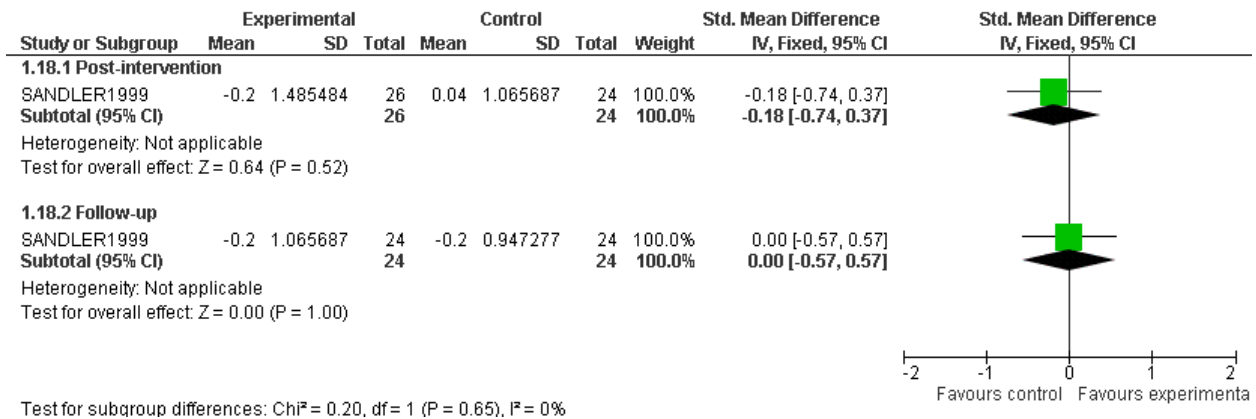 Experimental Control Std. Mean Difference Std. Mean Difference
Study or Subgroup Mean SD Total Mean SD Total Weight IV, Fixed, 95% CI IV, Fixed, 95% CI
1.18.1 Post-intervention
SANDLER1999 -0.2 1.485484 26 0.04 1.065687 24 100.0% -0.18 [-0.74, 0.37]
Subtotal (95% CI) 26 24 100.0% -0.18 [-0.74, 0.37]
Heterogeneity: Not applicable
Test for overall effect: Z = 0.64 (P = 0.52)
1.18.2 Follow-up
SANDLER1999 -0.2 1.065687 24 -0.2 0.947277 24 100.0% 0.00 [-0.57, 0.57]
Subtotal (95% CI) 24 24 100.0% 0.00 [-0.57, 0.57]
Heterogeneity: Not applicable
Test for overall effect: Z = 0.00 (P = 1.00)
-2 -1 0 1 2
Favours control Favours experimenta
Test for subgroup differences: Chi² = 0.20, df = 1 (P = 0.65), I² = 0%